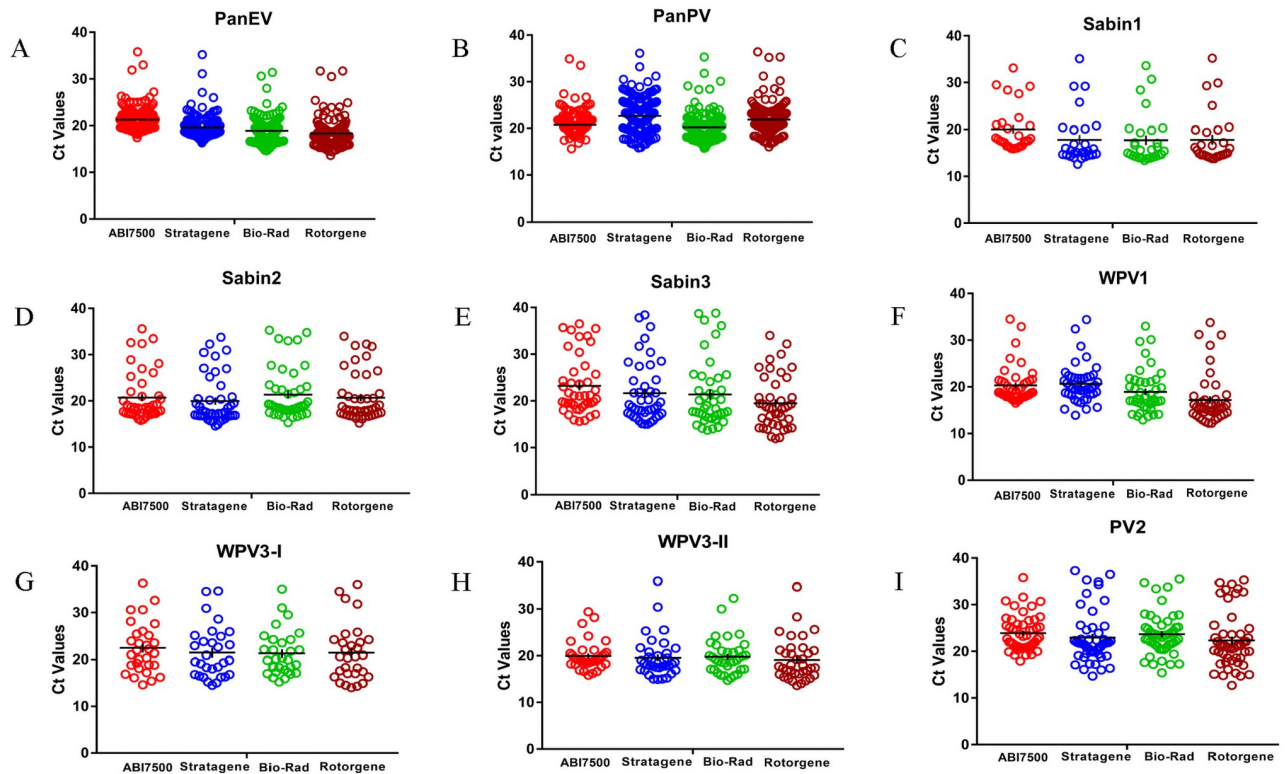 A
PanEV
Ct Values
40
30
20
10
0
ABI7500 Stratagene Bio-Rad Rotorgene
B
PanPV
Ct values
40
30
20
10
0
ABI7500 Stratagene Bio-Rad Rotorgene
C
Sabin1
Ct Values
40
30
20
10
0
ABI7500 Stratagene Bio-Rad Rotorgene
D
Sabin2
Ct Values
40
30
20
10
0
ABI7500 Stratagene Bio-Rad Rotorgene
E
Sabin3
Ct Values
40
30
20
10
0
ABI7500 Stratagene Bio-Rad Rotorgene
F
WPV1
Ct Values
40
30
20
10
0
ABI7500 Stratagene Bio-Rad Rotorgene
G
WPV3-I
Ct Values
40
30
20
10
0
ABI7500 Stratagene Bio-Rad Rotorgene
H
WPV3-II
Ct Values
40
30
20
10
0
ABI7500 Stratagene Bio-Rad Rotorgene
I
PV2
Ct Values
40
30
20
10
0
ABI7500 Stratagene Bio-Rad Rotorgene